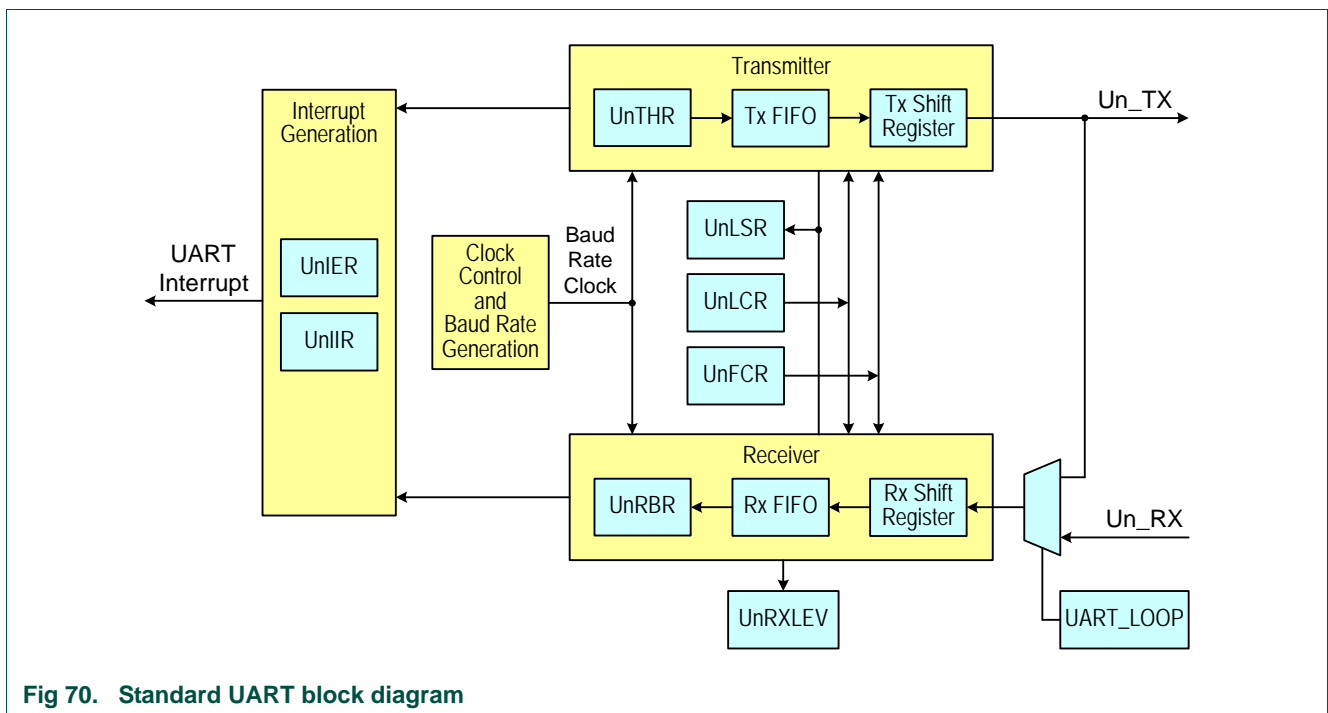 Transmitter
UnTHR
Tx FIFO
Tx Shift
Register
Un_TX
Interrupt
Generation
UnIER
UnIIR
UART
Interrupt
Clock
Control
and
Baud Rate
Generation
Baud
Rate
Clock
UnLSR
UnLCR
UnFCR
Receiver
UnRBR
Rx FIFO
Rx Shift
Register
Un_RX
UnRXLEV
UART_LOOP
Fig 70. Standard UART block diagram